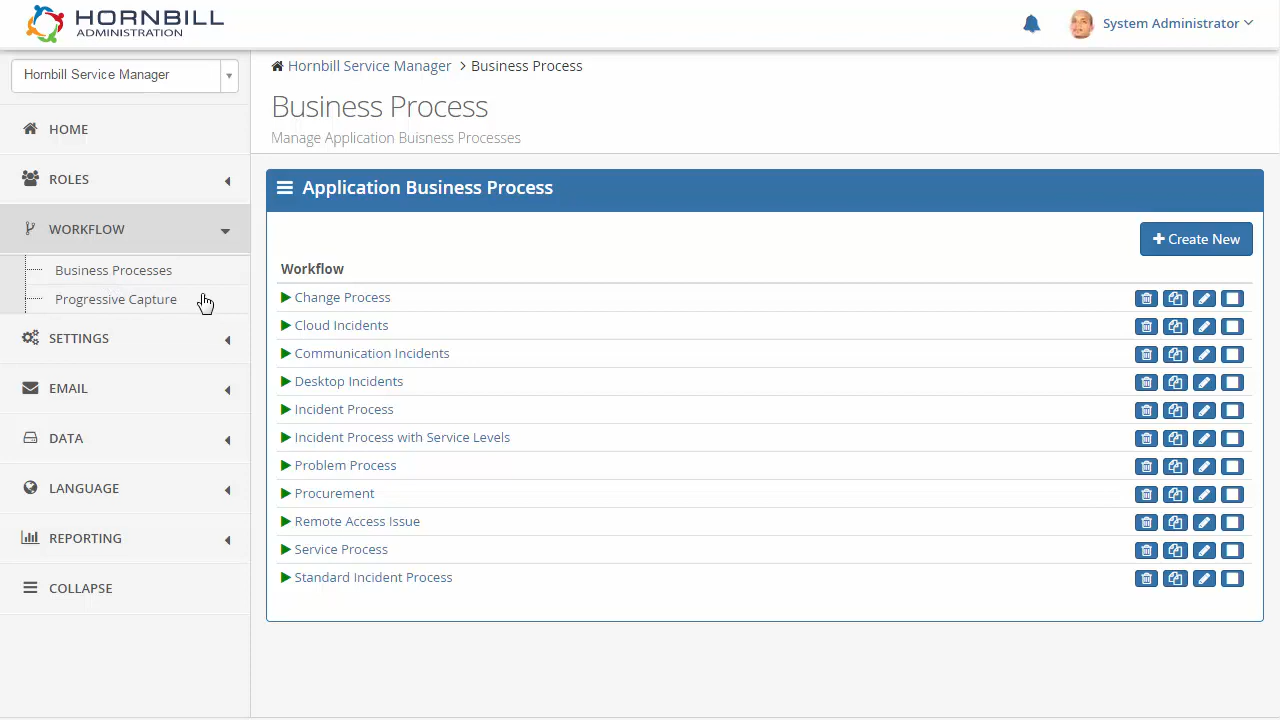 HORNBILL
ADMINISTRATION
System Administrator
Hornbill Service Manager
Hornbill Service Manager > Business Process
HOME
ROLES
WORKFLOW
Business Processes
Progressive Capture
SETTINGS
EMAIL
DATA
LANGUAGE
REPORTING
COLLAPSE
Business Process
Manage Application Buisness Processes
Application Business Process
Create New
Workflow
Change Process
Cloud Incidents
Communication Incidents
Desktop Incidents
Incident Process
Incident Process with Service Levels
Problem Process
Procurement
Remote Access Issue
Service Process
Standard Incident Process